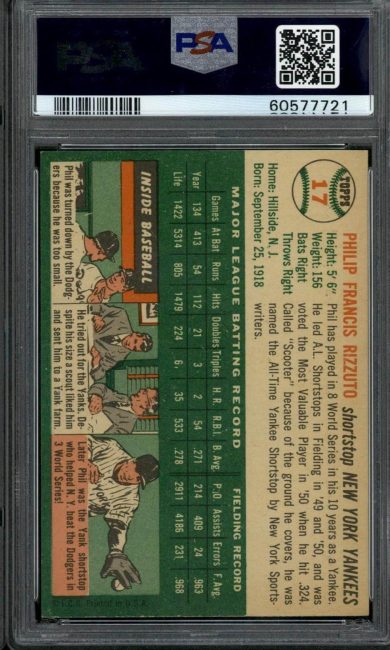 PSA
PSA
60577721
TOPPS
17
PHILIP FRANCIS RIZZUTO shortstop NEW YORK YANKEES
Height: 5' 6"
Weight: 156
Bats Right
Throws Right
Home: Hillside, N. J.
Born: September 25, 1918
Phil has played in 8 World Series in his 10 years as a Yankee.
He led A.L. Shortstops in Fielding in '49 and '50, and was
voted the Most Valuable Player in '50 when he hit .324.
Called "Scooter" because of the ground he covers, he was
named the All-Time Yankee Shortstop by New York Sports-
writers.
MAJOR LEAGUE BATTING RECORD FIELDING RECORD
Games At Bat Runs Hits Doubles Triples H.R. R.B.I. B.Avg. P.O. Assists Errors F.Avg.
Year 134 413 54 112 21 3 2 54 .271 214 409 24 .963
Life 1422 5314 805 1479 224 6. 35 533 .278 2911 4186 231 .968
INSIDE BASEBALL
Phil was turned down by the Dodg-
ers because he was too small.
He tried out for the Yanks. De-
spite his size a scout liked him
and sent him to a Yank farm.
Later Phil was the Yank shortstop
who helped N.Y. beat the Dodgers in
3 World Series!
© T.C.G. Printed in U.S.A.